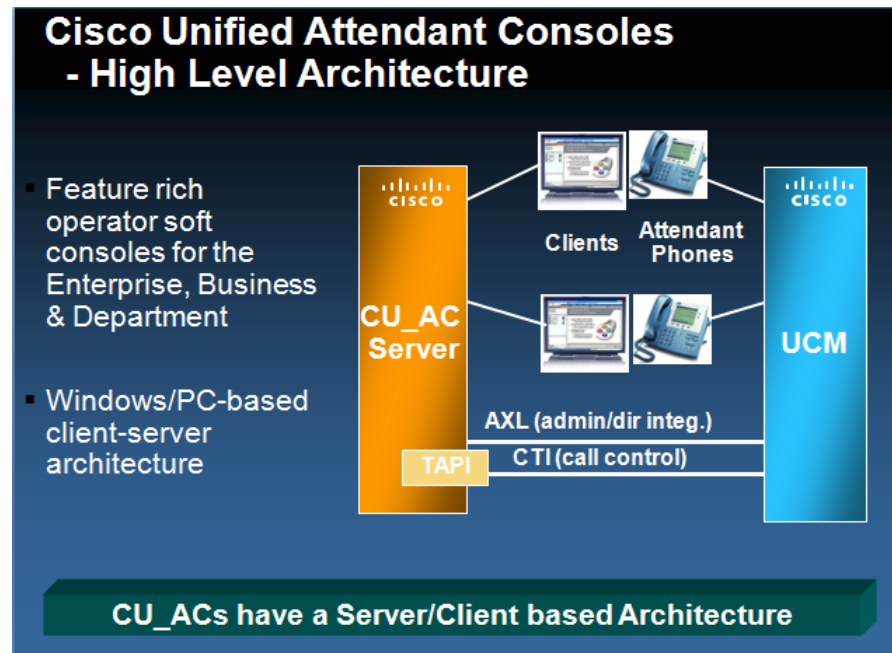 Cisco Unified Attendant Consoles
- High Level Architecture
Feature rich
operator soft
consoles for the
Enterprise, Business
& Department
Windows/PC-based
client-server
architecture
CISCO
CU_AC
Server
TAPI
Clients
Attendant
Phones
AXL (admin/dir integ.)
CTI (call control)
CISCO
UCM
CU_ACs have a Server/Client based Architecture